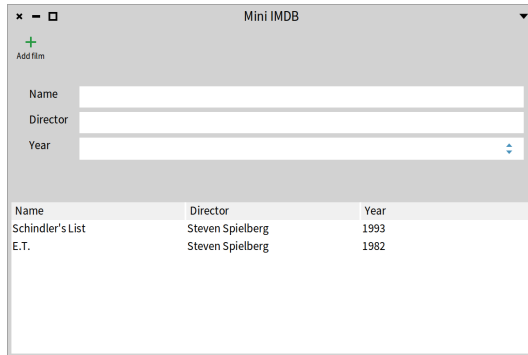 Mini IMDB
Add film
Name
Director
Year
Name Director Year
Schindler's List Steven Spielberg 1993
E.T. Steven Spielberg 1982